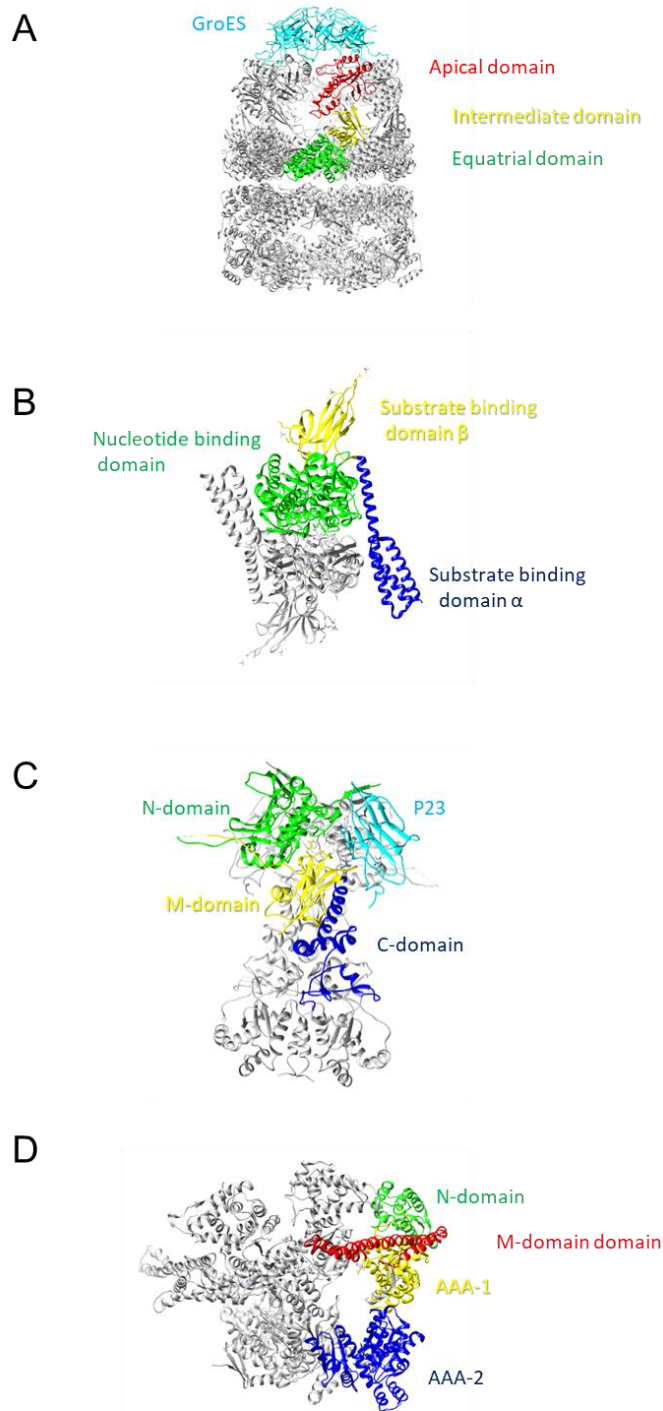 A
GroES
Apical domain
Intermediate domain
Equatrial domain
B
Substrate binding
domain β
Nucleotide binding
domain
Substrate binding
domain α
C
N-domain
P23
M-domain
C-domain
D
N-domain
M-domain domain
AAA-1
AAA-2